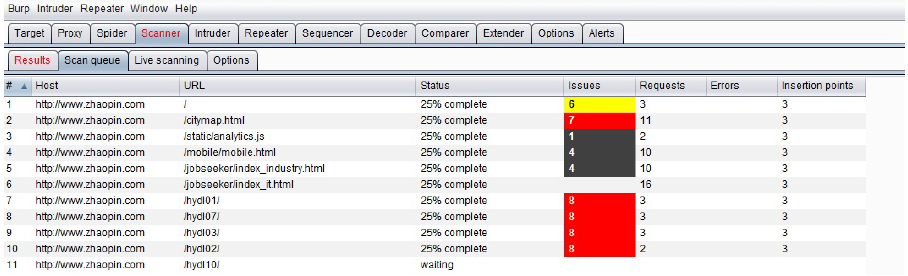 Burp Intruder Repeater Window Help
Target Proxy Spider Scanner Intruder Repeater Sequencer Decoder Comparer Extender Options Alerts
Results Scan queue Live scanning Options
# Host URL Status Issues Requests Errors Insertion points
1 http://www.zhaopin.com / 25% complete 6 3 3
2 http://www.zhaopin.com /citymap.html 25% complete 7 11 3
3 http://www.zhaopin.com /static/analytics.js 25% complete 1 2 3
4 http://www.zhaopin.com /mobile/mobile.html 25% complete 4 10 3
5 http://www.zhaopin.com /jobseeker/index_industry.html 25% complete 4 10 3
6 http://www.zhaopin.com /jobseeker/index_it.html 25% complete 16 3
7 http://www.zhaopin.com /hydl01/ 25% complete 8 3 3
8 http://www.zhaopin.com /hydl07/ 25% complete 8 3 3
9 http://www.zhaopin.com /hydl03/ 25% complete 8 3 3
10 http://www.zhaopin.com /hydl02/ 25% complete 8 2 3
11 http://www.zhaopin.com /hydl10/ waiting